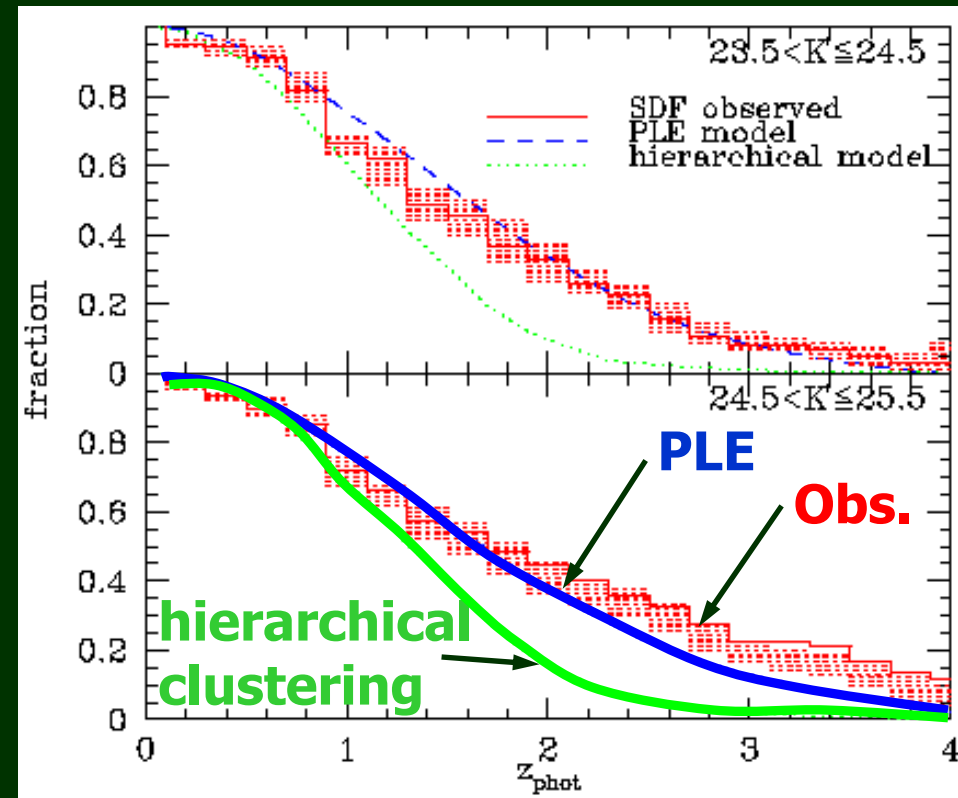 23.5<K'≦24.5
SDF observed
PLE model
hierarchical model
0.8
0.6
0.4
0.2
0
fraction
24.5<K'≦25.5
PLE
Obs.
hierarchical
clustering
0.8
0.6
0.4
0.2
0
0 1 2 3 4
z_phot